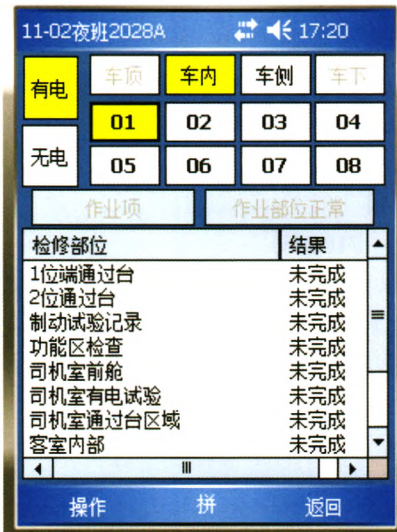 11-02夜班2028A 17:20
有电 车顶 车内 车侧 车下
01 02 03 04
无电 05 06 07 08
作业项 作业部位正常
检修部位 结果
1位端通过台 未完成
2位通过台 未完成
制动试验记录 未完成
功能区检查 未完成
司机室前舱 未完成
司机室有电试验 未完成
司机室通过台区域 未完成
客室内部 未完成
操作 拼 返回